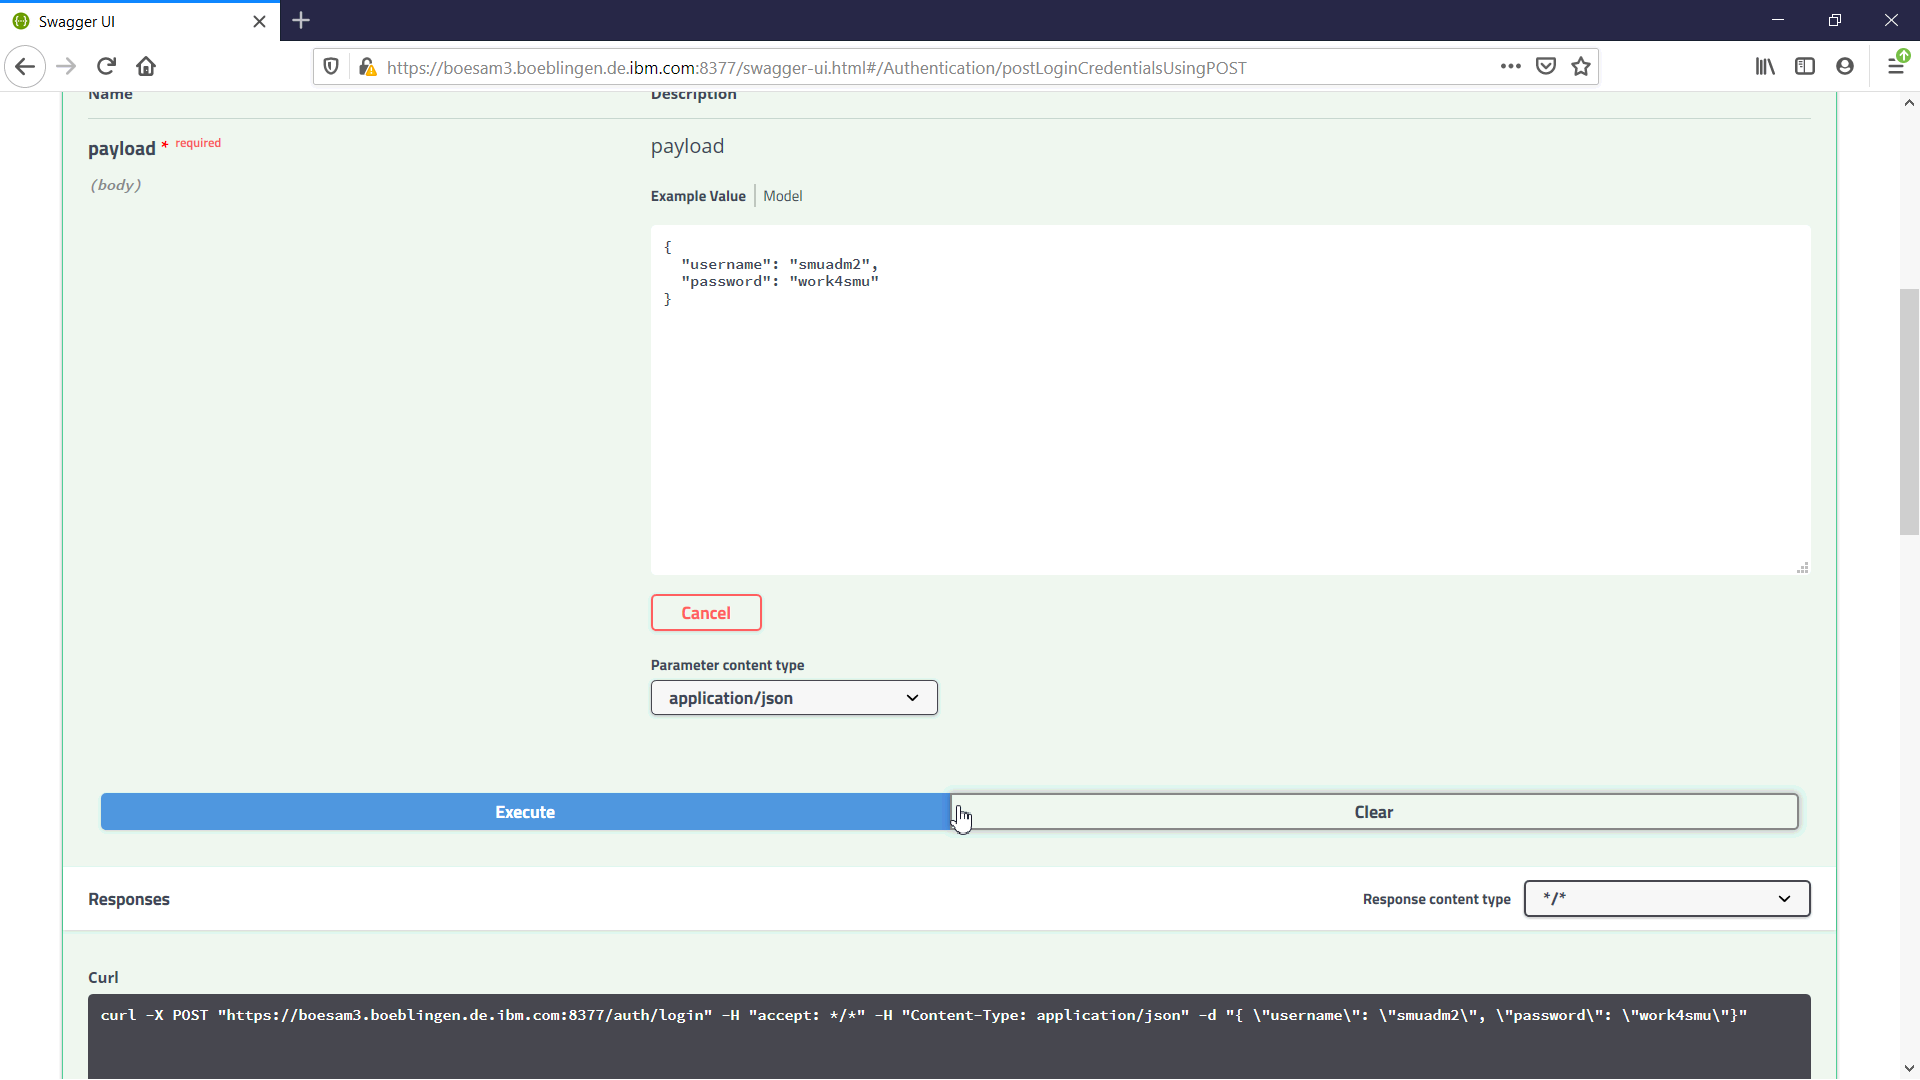 Swagger UI
https://boesam3.boeblingen.de.ibm.com:8377/swagger-ui.html#/Authentication/postLoginCredentialsUsingPOST
Name
Description
payload * required
(body)
payload
Example Value | Model
{
"username": "smuadm2",
"password": "work4smu"
}
Cancel
Parameter content type
application/json
Execute
Clear
Responses
Response content type
*/*
Curl
curl -X POST "https://boesam3.boeblingen.de.ibm.com:8377/auth/login" -H "accept: */*" -H "Content-Type: application/json" -d "{ \"username\": \"smuadm2\", \"password\": \"work4smu\"}"